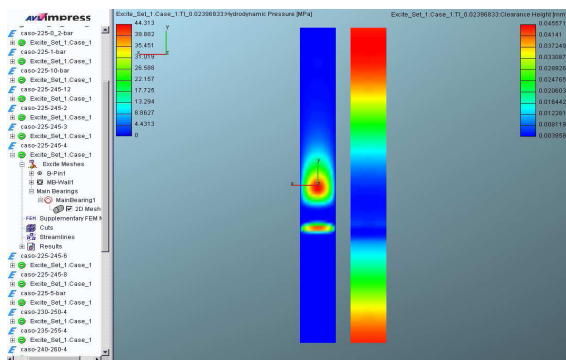 AVL Impress
caso-225-0_2-bar
Excite_Set_1:Case_1
caso-225-1-bar
Excite_Set_1:Case_1
caso-225-10-bar
Excite_Set_1:Case_1
caso-225-245-12
Excite_Set_1:Case_1
caso-225-245-2
Excite_Set_1:Case_1
caso-225-245-3
Excite_Set_1:Case_1
caso-225-245-4
Excite_Set_1:Case_1
Excite Meshes
B-Pin1
MB-Wall1
Main Bearings
MainBearing1
2D Mesh
FEM Supplementary FEM M
Cuts
Streamlines
Results
caso-225-245-6
Excite_Set_1:Case_1
caso-225-245-8
Excite_Set_1:Case_1
caso-225-5-bar
Excite_Set_1:Case_1
caso-230-250-4
Excite_Set_1:Case_1
caso-235-255-4
Excite_Set_1:Case_1
caso-240-260-4
Excite_Set_1.Case_1:TI_0.02396833:Hydrodynamic Pressure [MPa]
44.313
39.882
35.451
31.019
26.588
22.157
17.725
13.294
8.8627
4.4313
0
Y
X
Y
X
Excite_Set_1.Case_1:TI_0.02396833:Clearance Height [mm
0.045571
0.04141
0.037249
0.033087
0.028926
0.024765
0.020603
0.016442
0.012281
0.008119
0.003958